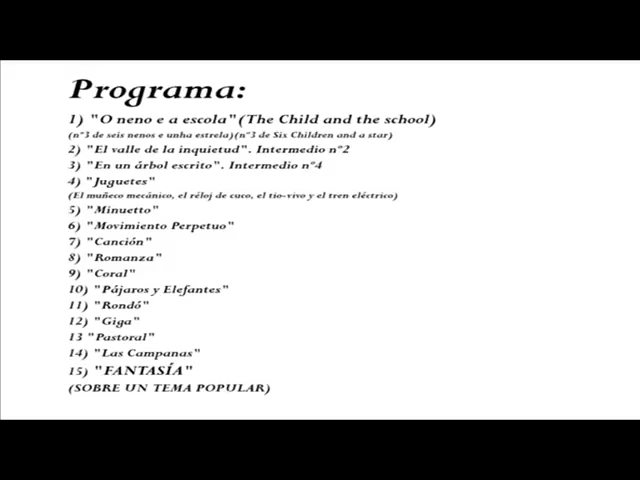 Programa:
1) "O neno e a escola"(The Child and the school)
(nº3 de seis nenos e unha estrela)(nº3 de Six Children and a star)
2) "El valle de la inquietud". Intermedio nº2
3) "En un árbol escrito". Intermedio nº4
4) "Juguetes"
(El muñeco mecánico, el réloj de cuco, el tio-vivo y el tren eléctrico)
5) "Minuetto"
6) "Movimiento Perpetuo"
7) "Canción"
8) "Romanza"
9) "Coral"
10) "Pájaros y Elefantes"
11) "Rondó"
12) "Giga"
13 "Pastoral"
14) "Las Campanas"
15) "FANTASÍA"
(SOBRE UN TEMA POPULAR)